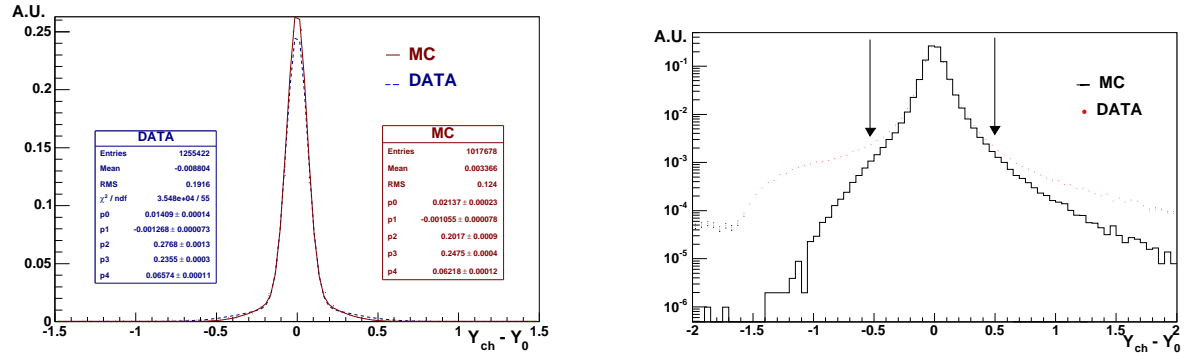 A.U.
0.25
0.2
0.15
0.1
0.05
0
-1.5 -1 -0.5 0 0.5 1 1.5
Y_ch - Y_0
MC
DATA
DATA
Entries 1255422
Mean -0.008804
RMS 0.1916
χ² / ndf 3.548e+04 / 55
p0 0.01409 ± 0.00014
p1 -0.001268 ± 0.000073
p2 0.2768 ± 0.0013
p3 0.2355 ± 0.0003
p4 0.06574 ± 0.00011
MC
Entries 1017678
Mean 0.003366
RMS 0.124
p0 0.02137 ± 0.00023
p1 -0.001055 ± 0.000078
p2 0.2017 ± 0.0009
p3 0.2475 ± 0.0004
p4 0.06218 ± 0.00012
A.U.
10⁻¹
10⁻²
10⁻³
10⁻⁴
10⁻⁵
10⁻⁶
-2 -1.5 -1 -0.5 0 0.5 1 1.5 2
Y_ch - Y_0
MC
DATA